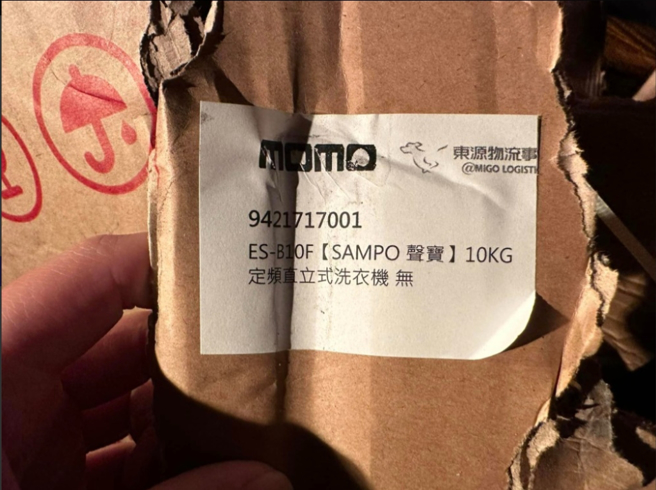 momo
東源物流事
@MIGO LOGISTI
9421717001
ES-B10F【SAMPO 聲寶】10KG
定頻直立式洗衣機 無